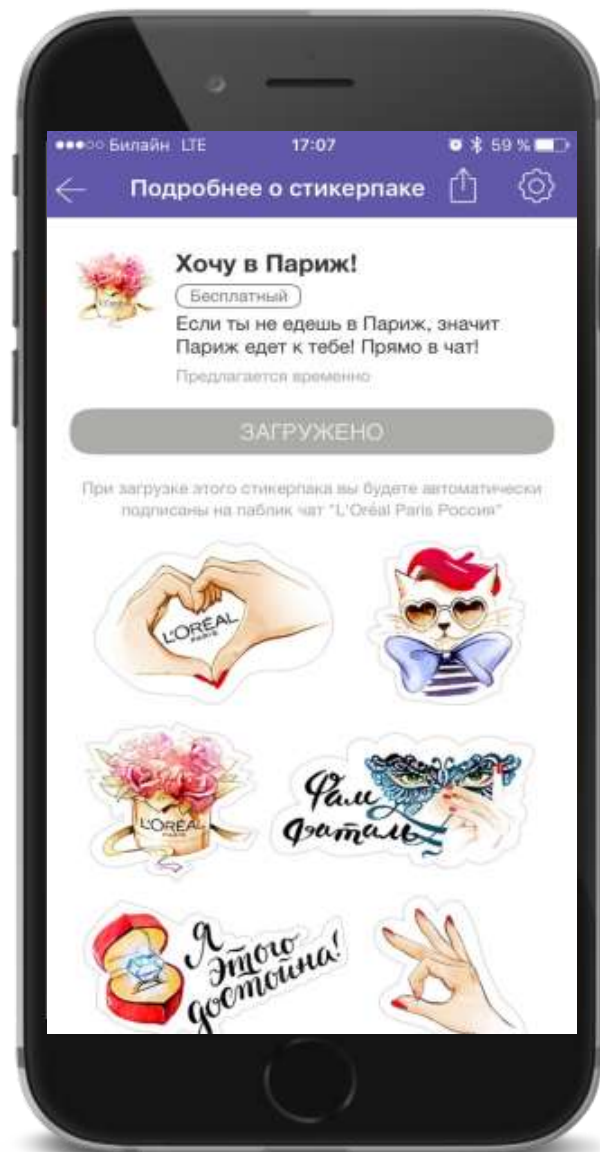 Билайн LTE 17:07 59 %
Подробнее о стикерпаке
Хочу в Париж!
Бесплатный
Если ты не едешь в Париж, значит
Париж едет к тебе! Прямо в чат!
Предлагается временно
ЗАГРУЖЕНО
При загрузке этого стикерпака вы будете автоматически
подписаны на паблик чат "L'Oréal Paris Россия"
L'ORÉAL
PARIS
L'ORÉAL
PARIS
Фам
фаталь
Я
этого
достойна!